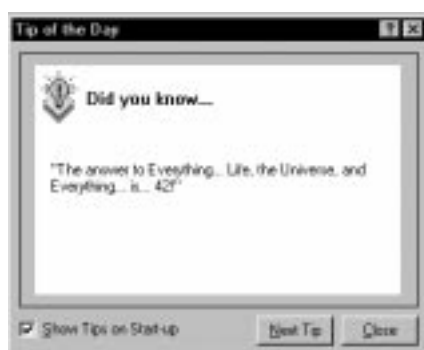 Tip of the Day
Did you know...
"The answer to Everything... Life, the Universe, and
Everything... is... 42!"
Show Tips on Start-up
Next Tip
Close